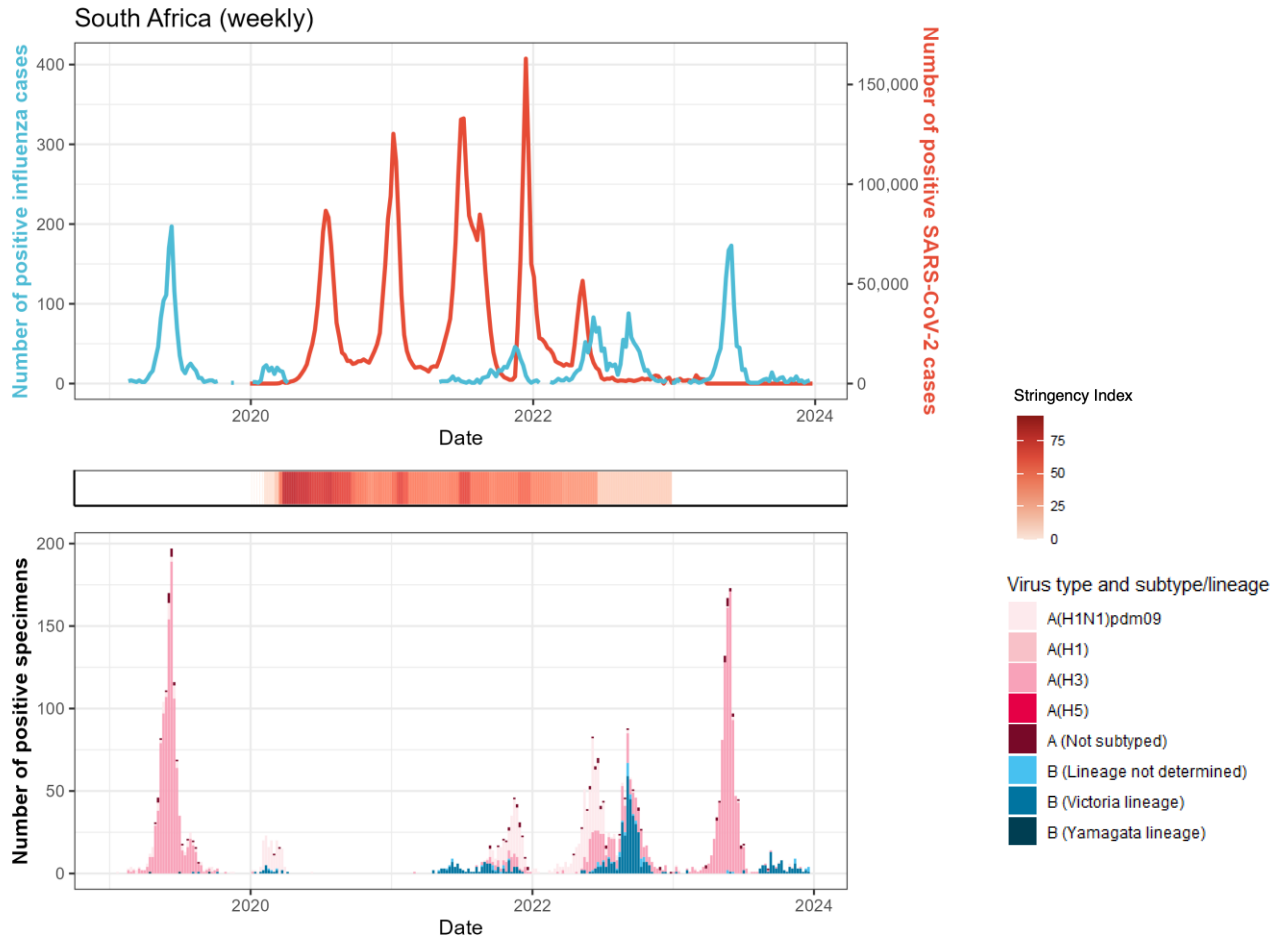 South Africa (weekly)
Number of positive influenza cases
400
300
200
100
0
150,000
100,000
50,000
0
Number of positive SARS-CoV-2 cases
2020
2022
2024
Date
Stringency Index
75
50
25
0
Number of positive specimens
200
150
100
50
0
2020
2022
2024
Date
Virus type and subtype/lineage
A(H1N1)pdm09
A(H1)
A(H3)
A(H5)
A (Not subtyped)
B (Lineage not determined)
B (Victoria lineage)
B (Yamagata lineage)